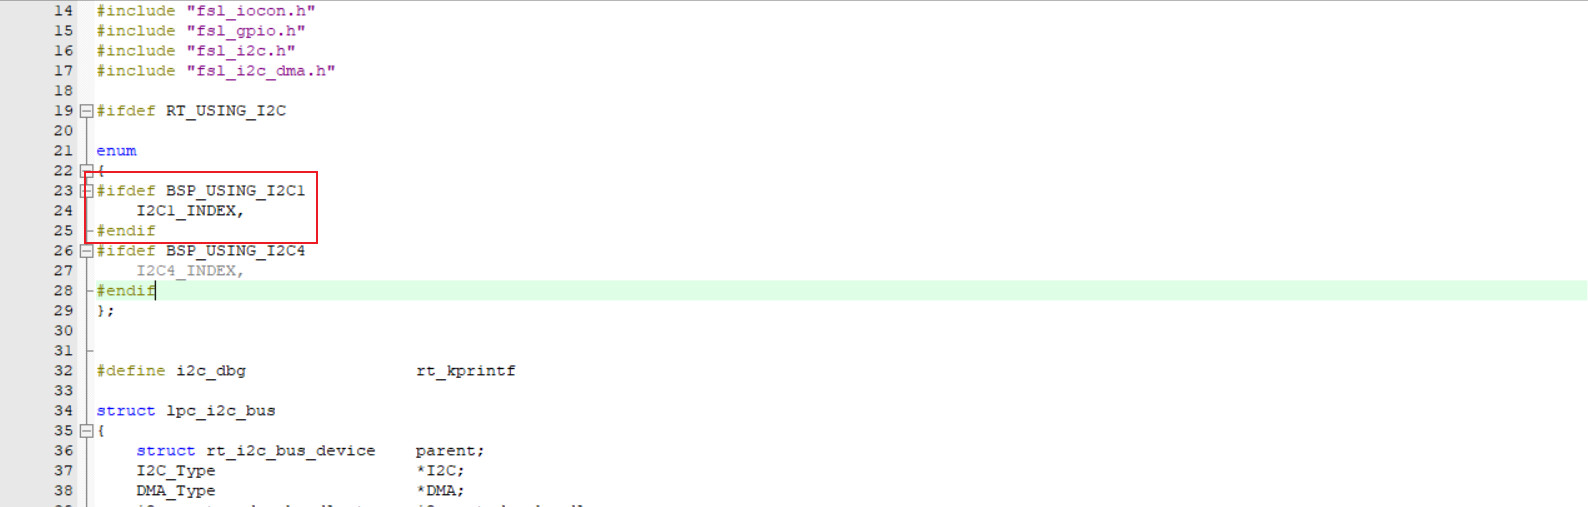 14 #include "fsl_iocon.h"
15 #include "fsl_gpio.h"
16 #include "fsl_i2c.h"
17 #include "fsl_i2c_dma.h"
18
19 #ifdef RT_USING_I2C
20
21 enum
22 {
23 #ifdef BSP_USING_I2C1
24     I2C1_INDEX,
25 #endif
26 #ifdef BSP_USING_I2C4
27     I2C4_INDEX,
28 #endif
29 };
30
31
32 #define i2c_dbg                 rt_kprintf
33
34 struct lpc_i2c_bus
35 {
36     struct rt_i2c_bus_device    parent;
37     I2C_Type                    *I2C;
38     DMA_Type                    *DMA;